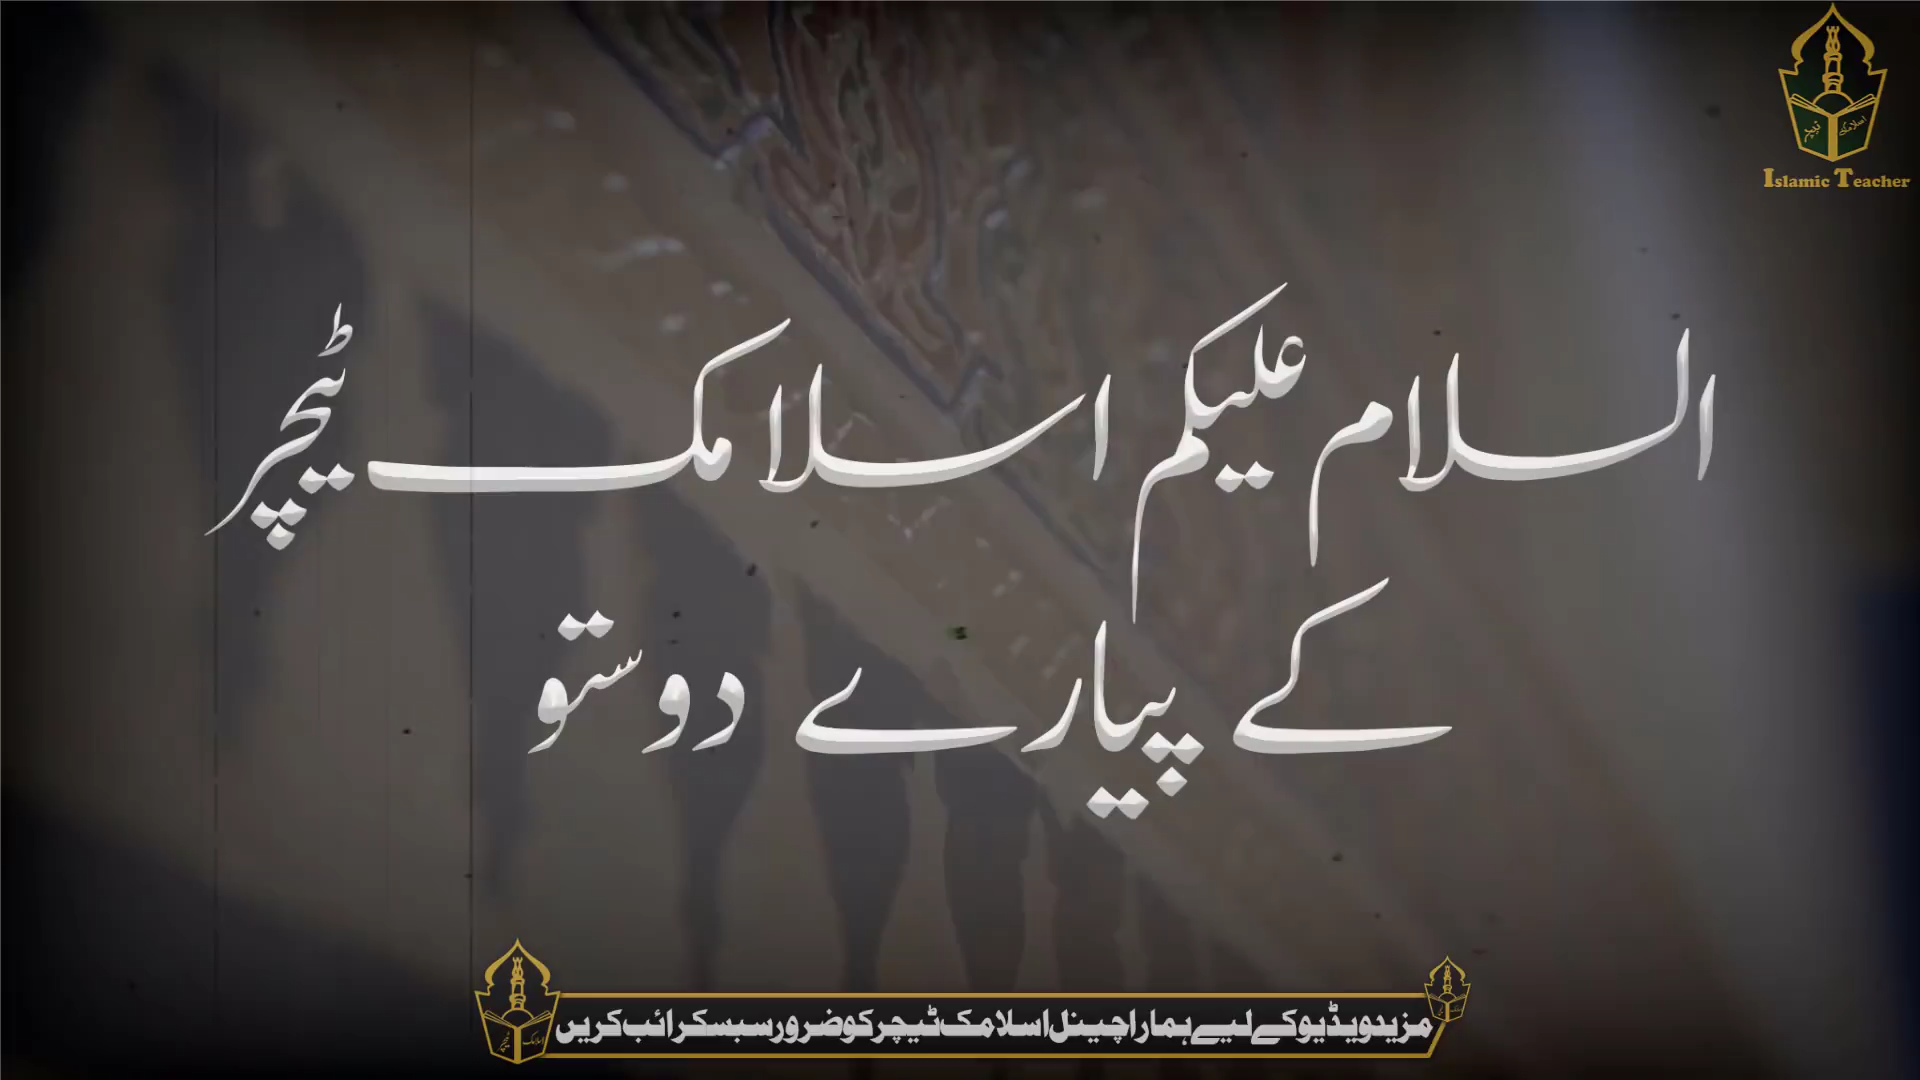 Islamic Teacher
السلام علیکم اسلامک ٹیچر
کے پیارے دوستو
مزید ویڈیو کے لیے ہمارا چینل اسلامک ٹیچر کو ضرور سبسکرائب کریں